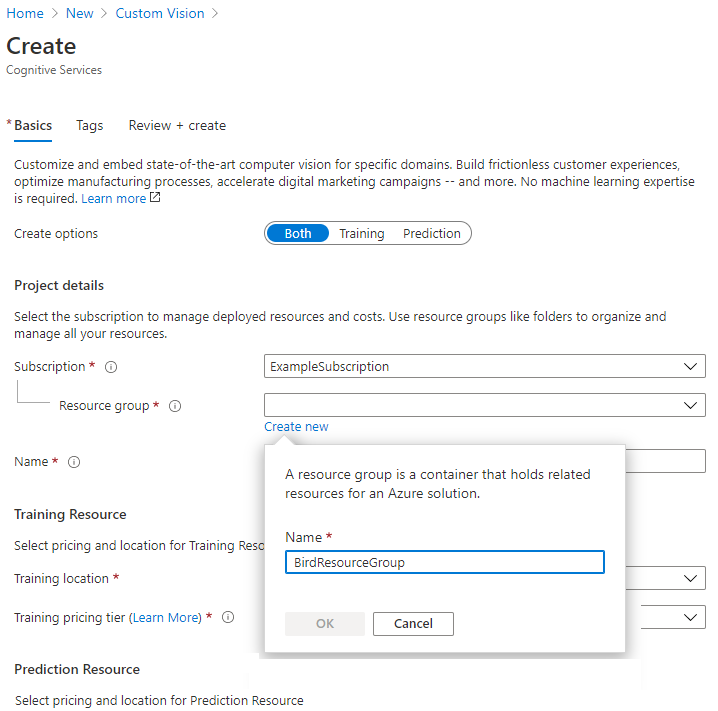 Home > New > Custom Vision >
Create
Cognitive Services
* Basics Tags Review + create
Customize and embed state-of-the-art computer vision for specific domains. Build frictionless customer experiences,
optimize manufacturing processes, accelerate digital marketing campaigns -- and more. No machine learning expertise
is required. Learn more
Create options Both Training Prediction
Project details
Select the subscription to manage deployed resources and costs. Use resource groups like folders to organize and
manage all your resources.
Subscription * ExampleSubscription
Resource group *
Create new
Name *
A resource group is a container that holds related
resources for an Azure solution.
Name *
BirdResourceGroup
OK Cancel
Training Resource
Select pricing and location for Training Reso
Training location *
Training pricing tier (Learn More) *
Prediction Resource
Select pricing and location for Prediction Resource